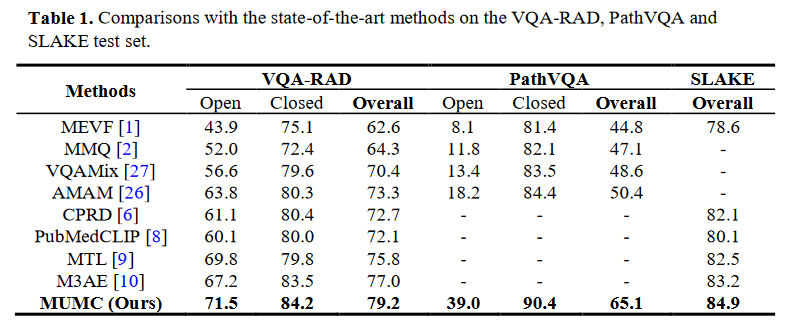 Table 1. Comparisons with the state-of-the-art methods on the VQA-RAD, PathVQA and
SLAKE test set.
Methods VQA-RAD PathVQA SLAKE
Open Closed Overall Open Closed Overall Overall
MEVF [1] 43.9 75.1 62.6 8.1 81.4 44.8 78.6
MMQ [2] 52.0 72.4 64.3 11.8 82.1 47.1 -
VQAMix [27] 56.6 79.6 70.4 13.4 83.5 48.6 -
AMAM [26] 63.8 80.3 73.3 18.2 84.4 50.4 -
CPRD [6] 61.1 80.4 72.7 - - - 82.1
PubMedCLIP [8] 60.1 80.0 72.1 - - - 80.1
MTL [9] 69.8 79.8 75.8 - - - 82.5
M3AE [10] 67.2 83.5 77.0 - - - 83.2
MUMC (Ours) 71.5 84.2 79.2 39.0 90.4 65.1 84.9